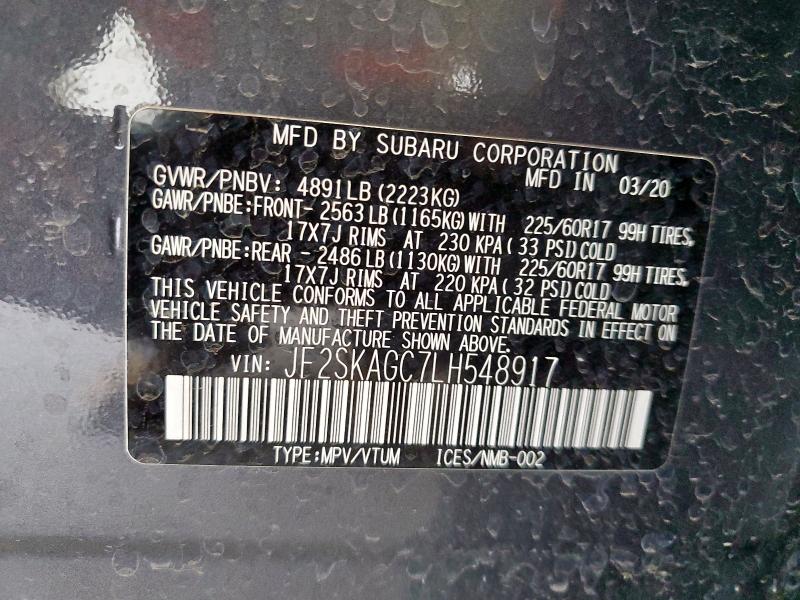 MFD BY SUBARU CORPORATION
MFD IN 03/20
GVWR/PNBV: 4891LB (2223KG)
GAWR/PNBE:FRONT- 2563 LB (1165KG) WITH 225/60R17 99H TIRES,
17X7J RIMS AT 230 KPA ( 33 PSI) COLD
GAWR/PNBE:REAR - 2486 LB (1130KG) WITH 225/60R17 99H TIRES,
17X7J RIMS AT 220 KPA ( 32 PSI) COLD
THIS VEHICLE CONFORMS TO ALL APPLICABLE FEDERAL MOTOR
VEHICLE SAFETY AND THEFT PREVENTION STANDARDS IN EFFECT ON
THE DATE OF MANUFACTURE SHOWN ABOVE.
VIN: JF2SKAGC7LH548917
TYPE:MPV/VTUM ICES/NMB-002